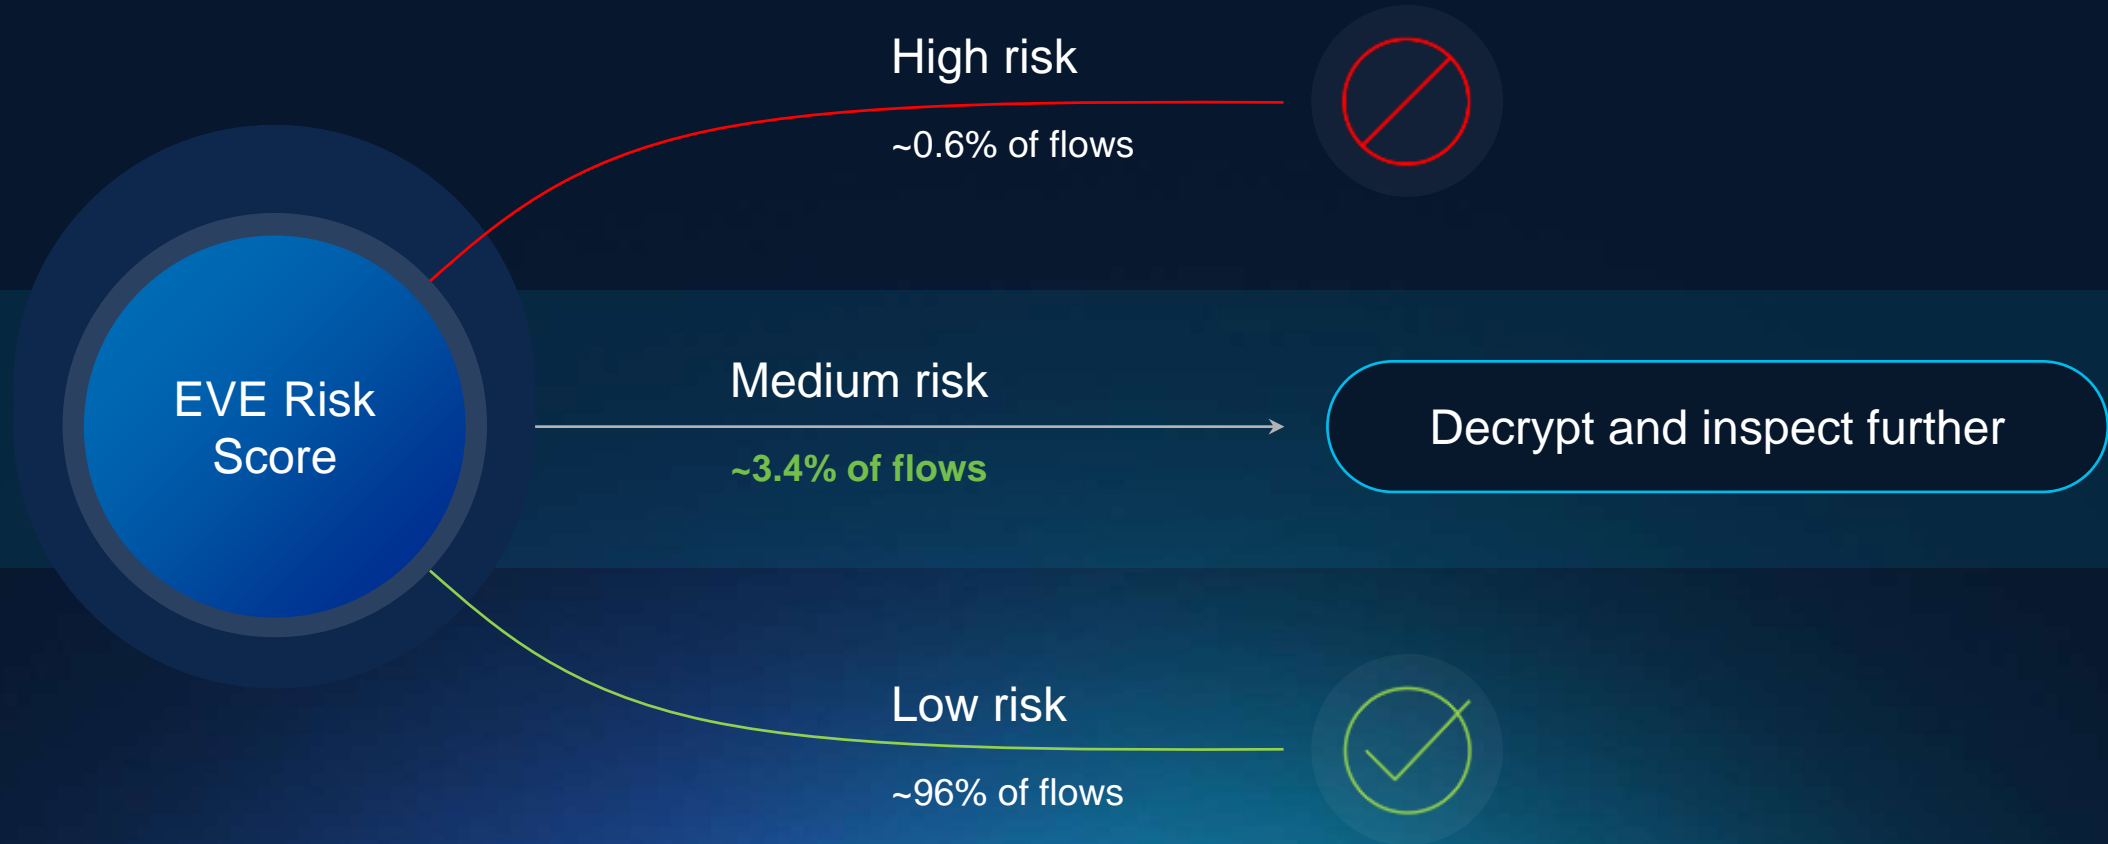 High risk
~0.6% of flows
EVE Risk
Score
Medium risk
~3.4% of flows
Decrypt and inspect further
Low risk
~96% of flows